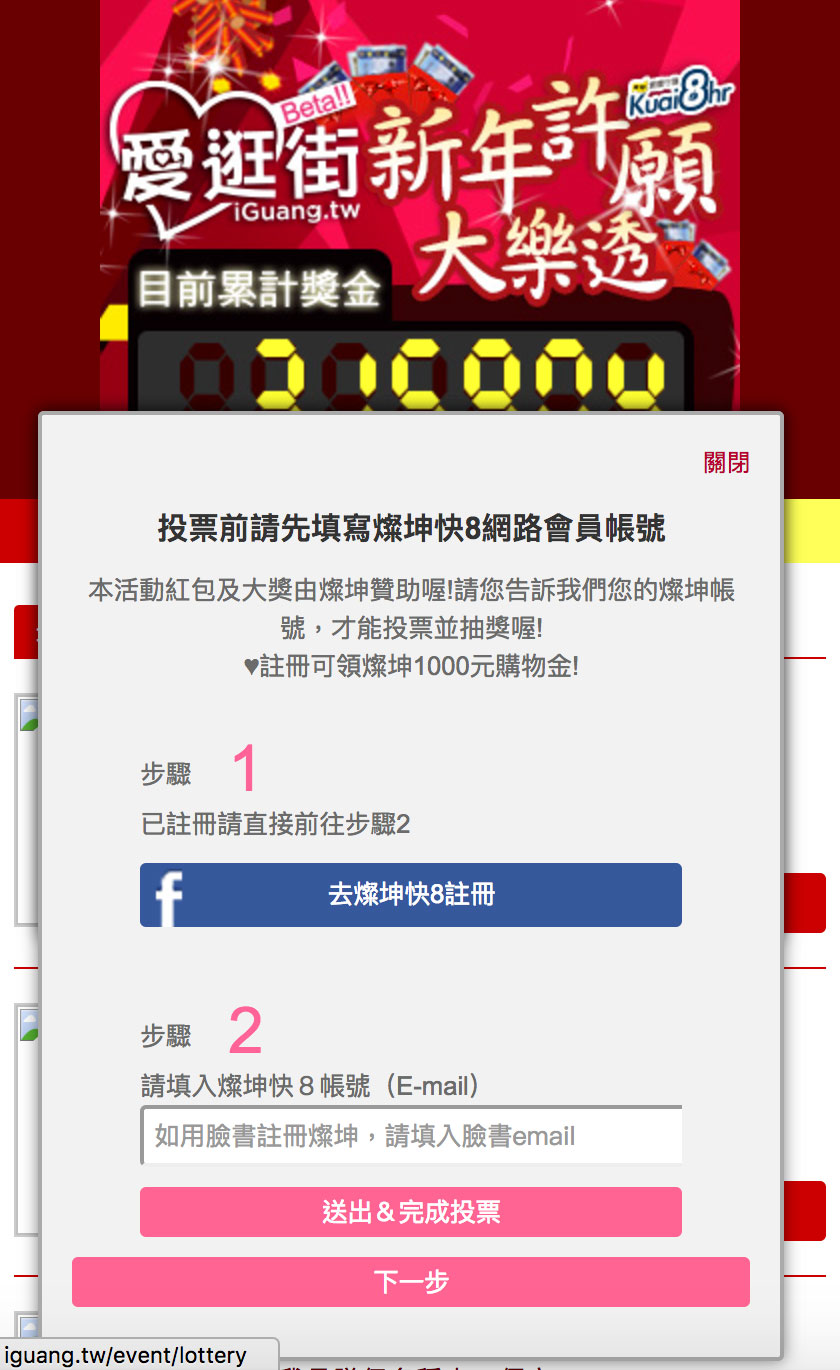 Beta!!
愛逛街
iGuang.tw
新年許願
大樂透
Kuai8hr
目前累計獎金
關閉
投票前請先填寫燦坤快8網路會員帳號
本活動紅包及大獎由燦坤贊助喔!請您告訴我們您的燦坤帳
號，才能投票並抽獎喔!
♥註冊可領燦坤1000元購物金!
步驟 1
已註冊請直接前往步驟2
f 去燦坤快8註冊
步驟 2
請填入燦坤快８帳號（E-mail）
如用臉書註冊燦坤，請填入臉書email
送出＆完成投票
下一步
iguang.tw/event/lottery